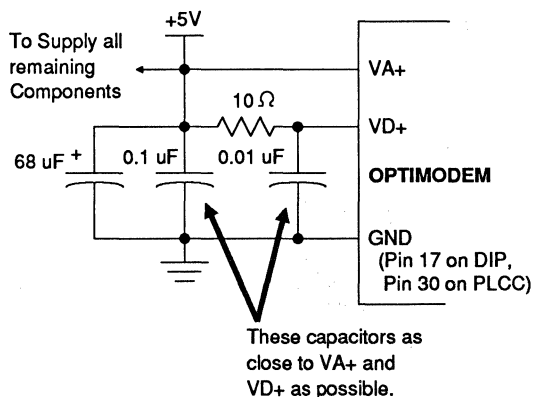 +5V
To Supply all
remaining
Components
VA+
10 Ω
VD+
68 uF +
0.1 uF
0.01 uF
OPTIMODEM
GND
(Pin 17 on DIP,
Pin 30 on PLCC)
These capacitors as
close to VA+ and
VD+ as possible.